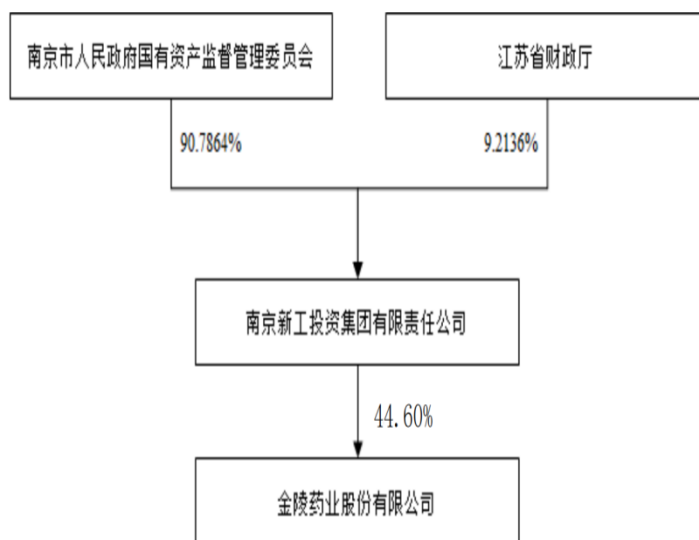 南京市人民政府国有资产监督管理委员会
江苏省财政厅
90.7864%
9.2136%
南京新工投资集团有限责任公司
44.60%
金陵药业股份有限公司